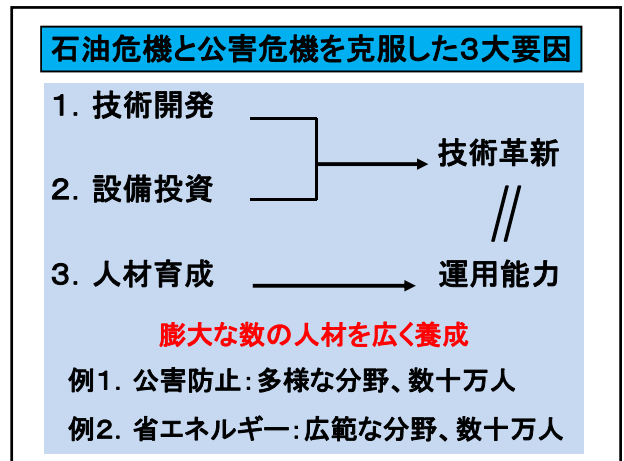 石油危機と公害危機を克服した３大要因
１．技術開発
技術革新
２．設備投資
３．人材育成
運用能力
膨大な数の人材を広く養成
例１．公害防止：多様な分野、数十万人
例２．省エネルギー：広範な分野、数十万人